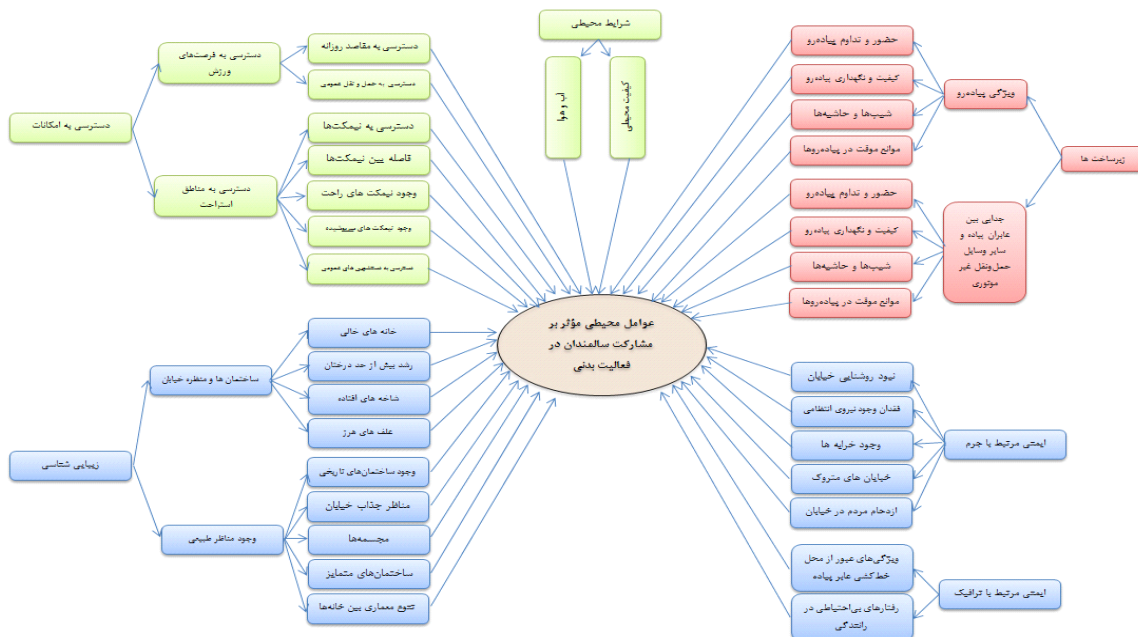 شرایط محیطی
آب و هوا
کیفیت محیطی
زیرساخت ها
ویژگی پیاده‌رو
حضور و تداوم پیاده‌رو
کیفیت و نگهداری پیاده‌رو
شیب‌ها و حاشیه‌ها
موانع موقت در پیاده‌روها
جدایی بین
عابران پیاده و
سایر وسایل
حمل‌ونقل غیر
موتوری
حضور و تداوم پیاده‌رو
کیفیت و نگهداری پیاده‌رو
شیب‌ها و حاشیه‌ها
موانع موقت در پیاده‌روها
دسترسی به امکانات
دسترسی به فرصت‌های
ورزش
دسترسی به مقاصد روزانه
دسترسی به حمل و نقل عمومی
دسترسی به مناطق
استراحت
دسترسی به نیمکت‌ها
فاصله بین نیمکت‌ها
وجود نیمکت های راحت
وجود نیمکت های سرپوشیده
دسترسی به دستشویی های عمومی
عوامل محیطی مؤثر بر
مشارکت سالمندان در
فعالیت بدنی
ایمنی مرتبط با جرم
نبود روشنایی خیابان
فقدان وجود نیروی انتظامی
وجود خرابه ها
خیابان های متروک
ازدحام مردم در خیابان
ایمنی مرتبط با ترافیک
ویژگی‌های عبور از محل
خط‌کشی عابر پیاده
رفتارهای بی‌احتیاطی در
رانندگی
زیبایی شناسی
ساختمان ها و منظره خیابان
خانه های خالی
رشد بیش از حد درختان
شاخه های افتاده
علف های هرز
وجود مناظر طبیعی
وجود ساختمان‌های تاریخی
مناظر جذاب خیابان
مجسمه‌ها
ساختمان‌های متمایز
تنوع معماری بین خانه‌ها